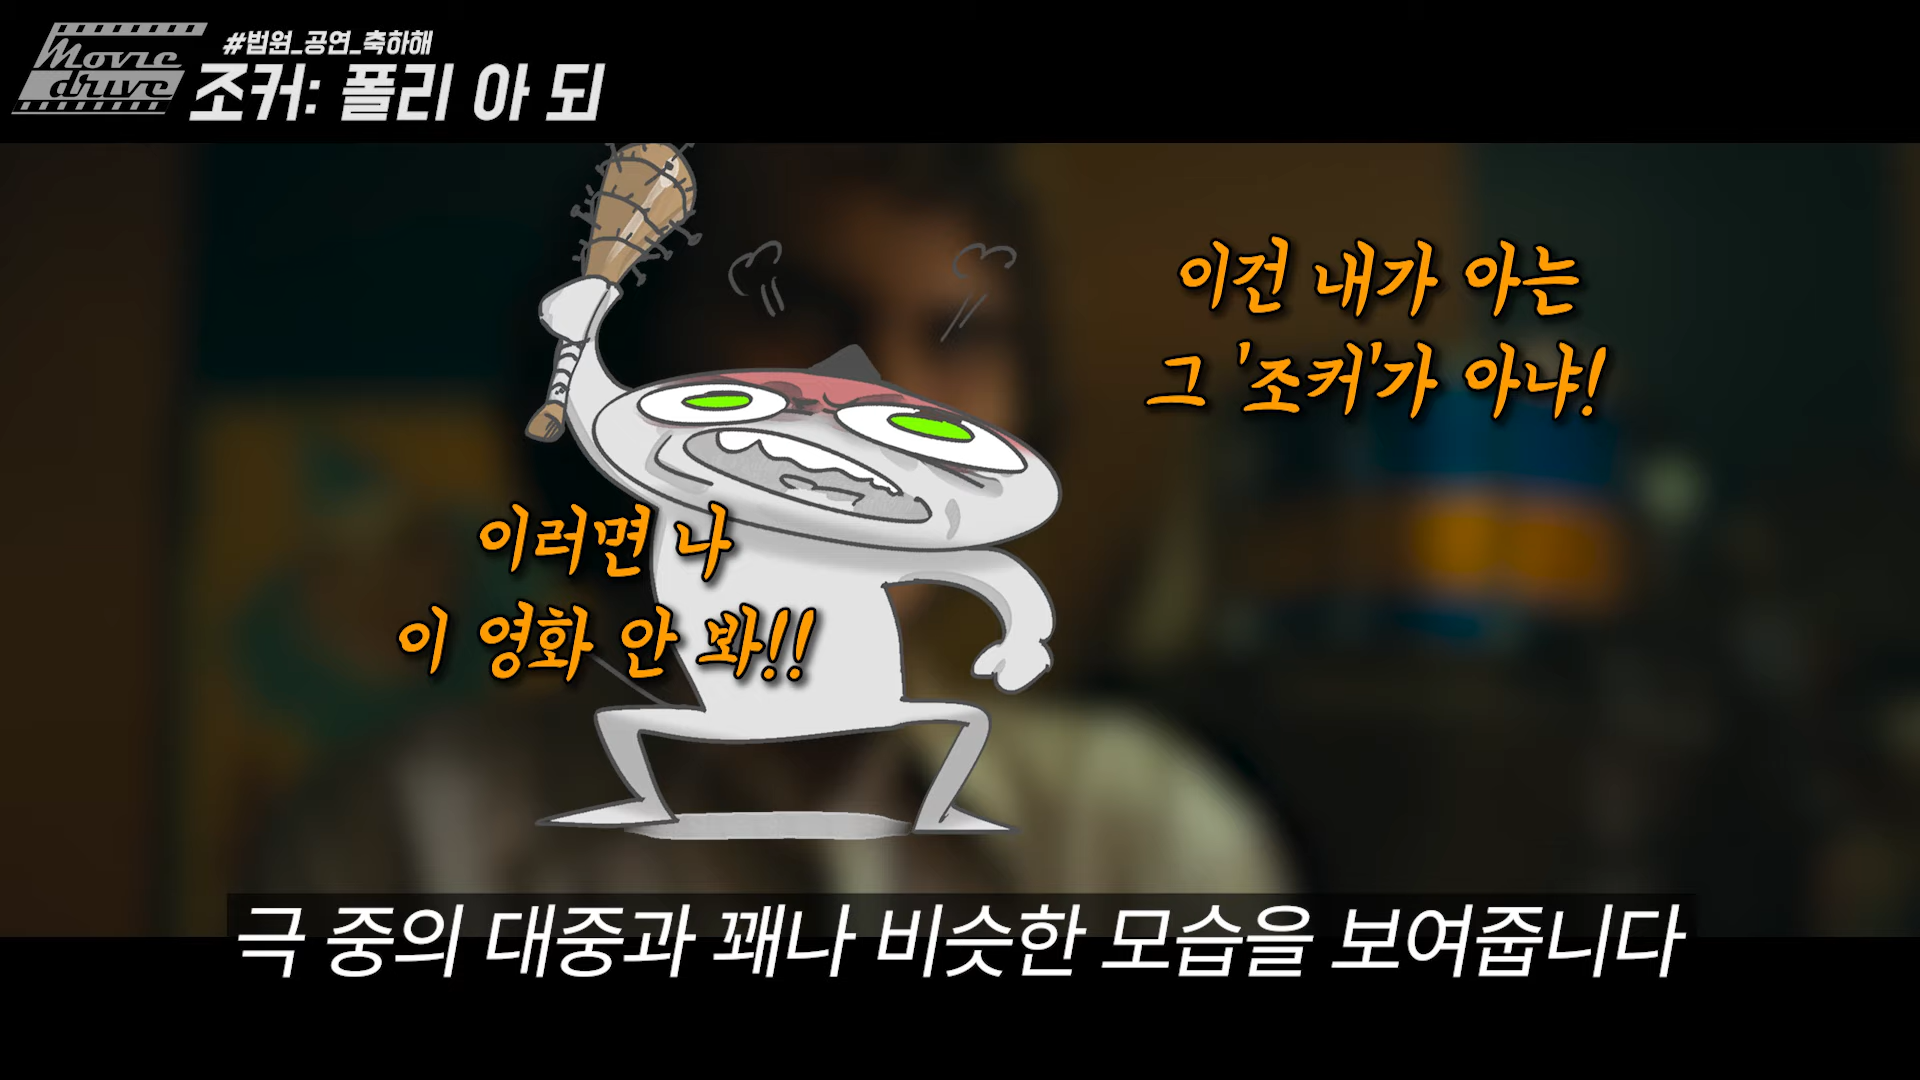 Movie
drive
#법원_공연_축하해
조커: 폴리 아 되
이건 내가 아는
그 '조커'가 아냐!
이러면 나
이 영화 안 봐!!
극 중의 대중과 꽤나 비슷한 모습을 보여줍니다